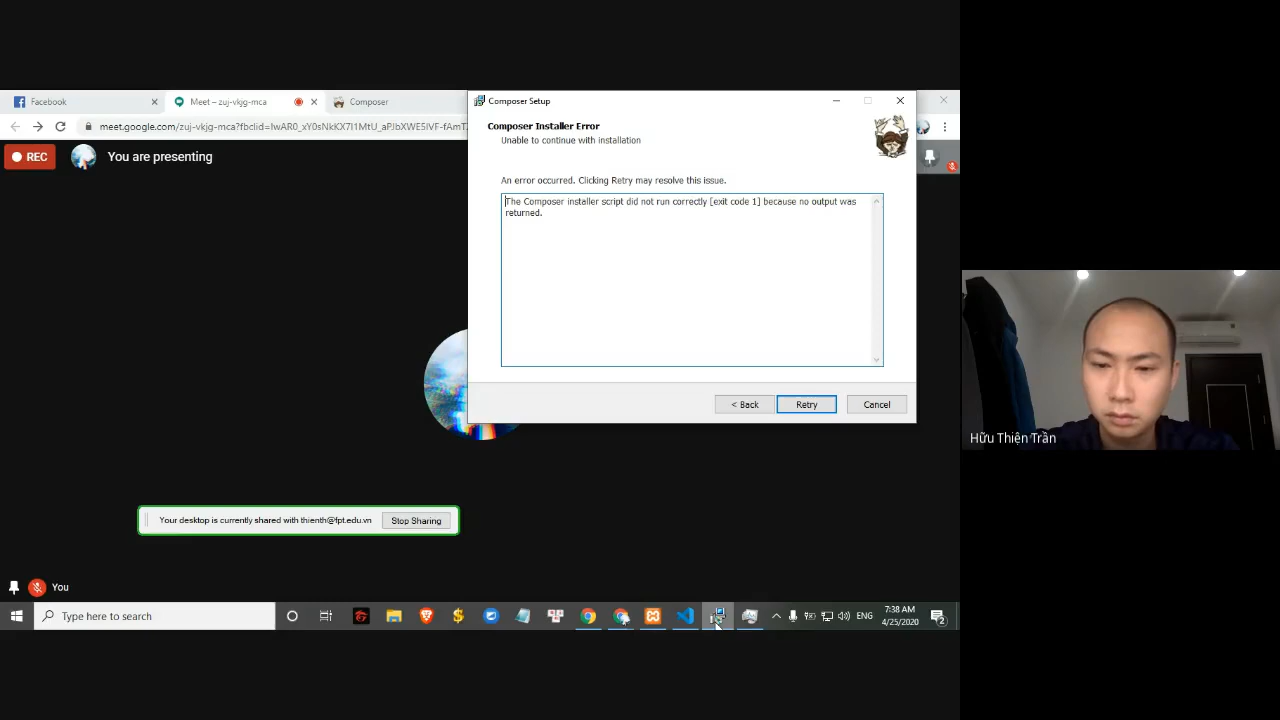 Facebook
Meet – zuj-vkjg-mca
Composer
Composer Setup
meet.google.com/zuj-vkjg-mca?fbclid=IwAR0_xY0sNkKX7I1MtU_aPJbXWE5IVF-fAmT
REC
You are presenting
Composer Installer Error
Unable to continue with installation
An error occurred. Clicking Retry may resolve this issue.
The Composer installer script did not run correctly [exit code 1] because no output was
returned.
< Back
Retry
Cancel
Hữu Thiện Trần
Your desktop is currently shared with thienth@fpt.edu.vn
Stop Sharing
You
Type here to search
ENG
7:38 AM
4/25/2020
2